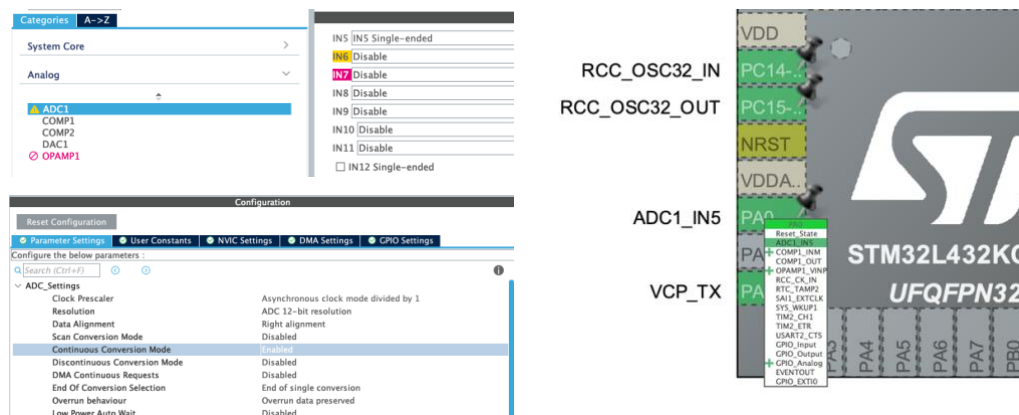 Categories A->Z
System Core
Analog
ADC1
COMP1
COMP2
DAC1
OPAMP1
IN5 IN5 Single-ended
IN6 Disable
IN7 Disable
IN8 Disable
IN9 Disable
IN10 Disable
IN11 Disable
IN12 Single-ended
Configuration
Reset Configuration
Parameter Settings User Constants NVIC Settings DMA Settings GPIO Settings
Configure the below parameters :
Search (Ctrl+F)
ADC_Settings
Clock Prescaler Asynchronous clock mode divided by 1
Resolution ADC 12-bit resolution
Data Alignment Right alignment
Scan Conversion Mode Disabled
Continuous Conversion Mode Enabled
Discontinuous Conversion Mode Disabled
DMA Continuous Requests Disabled
End Of Conversion Selection End of single conversion
Overrun behaviour Overrun data preserved
Low Power Auto Wait Disabled
VDD
RCC_OSC32_IN PC14-..
RCC_OSC32_OUT PC15-..
NRST
VDDA..
ADC1_IN5 PA0
PA
VCP_TX PA
Reset_State
ADC1_IN5
COMP1_INM
COMP1_OUT
OPAMP1_VINP
RCC_CK_IN
RTC_TAMP2
SAI1_EXTCLK
SYS_WKUP1
TIM2_CH1
TIM2_ETR
USART2_CTS
GPIO_Input
GPIO_Output
GPIO_Analog
EVENTOUT
GPIO_EXTI0
STM32L432KC
UFQFPN32
PA3
PA4
PA5
PA6
PA7
PB0